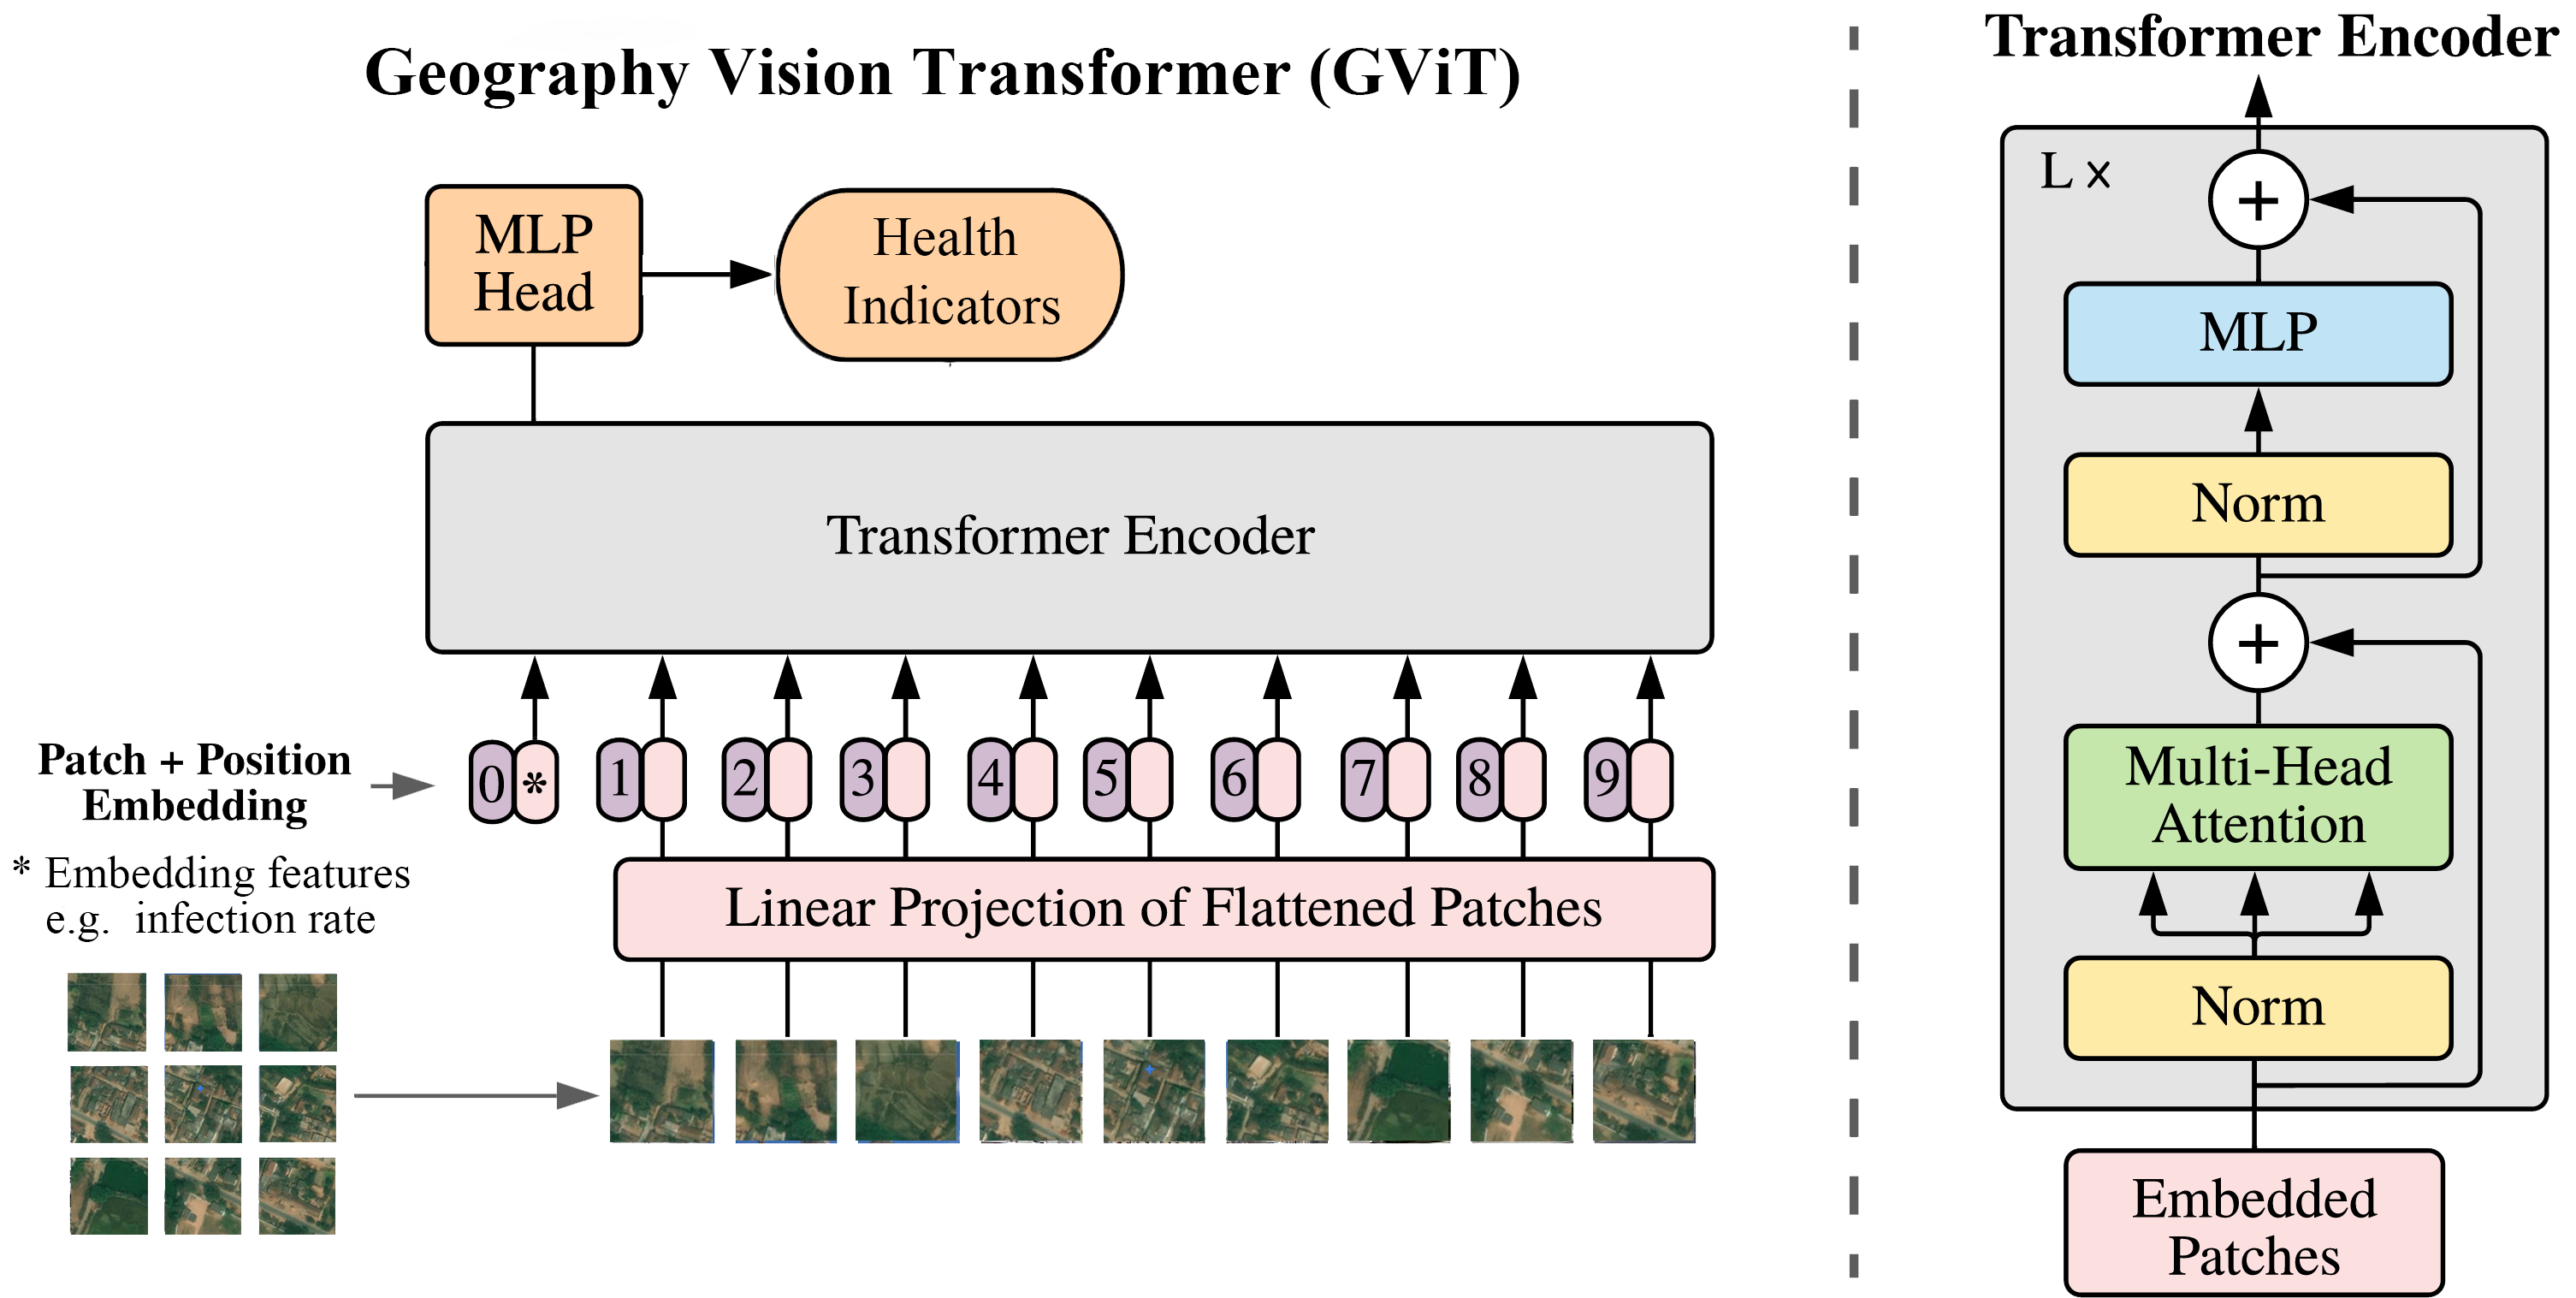 Geography Vision Transformer (GViT)
MLP
Head
Health
Indicators
Transformer Encoder
Patch + Position
Embedding
0 * 1 2 3 4 5 6 7 8 9
* Embedding features
e.g. infection rate
Linear Projection of Flattened Patches
Transformer Encoder
L ×
+
MLP
Norm
+
Multi-Head
Attention
Norm
Embedded
Patches